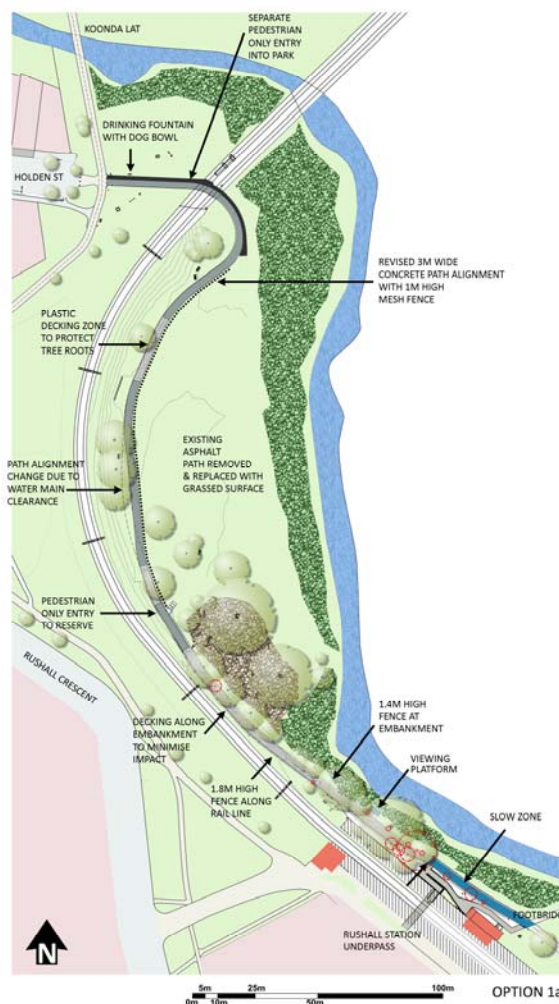 KOONDA LAT
SEPARATE
PEDESTRIAN
ONLY ENTRY
INTO PARK
DRINKING FOUNTAIN
WITH DOG BOWL
HOLDEN ST
REVISED 3M WIDE
CONCRETE PATH ALIGNMENT
WITH 1M HIGH
MESH FENCE
PLASTIC
DECKING ZONE
TO PROTECT
TREE ROOTS
EXISTING
ASPHALT
PATH REMOVED
& REPLACED WITH
GRASSED SURFACE
PATH ALIGNMENT
CHANGE DUE TO
WATER MAIN
CLEARANCE
PEDESTRIAN
ONLY ENTRY
TO RESERVE
RUSHALL CRESCENT
DECKING ALONG
EMBANKMENT
TO MINIMISE
IMPACT
1.4M HIGH
FENCE AT
EMBANKMENT
VIEWING
PLATFORM
1.8M HIGH
FENCE ALONG
RAIL LINE
SLOW ZONE
FOOTBRIDG
RUSHALL STATION
UNDERPASS
N
5m 25m 100m
0m 10m 50m
OPTION 1a